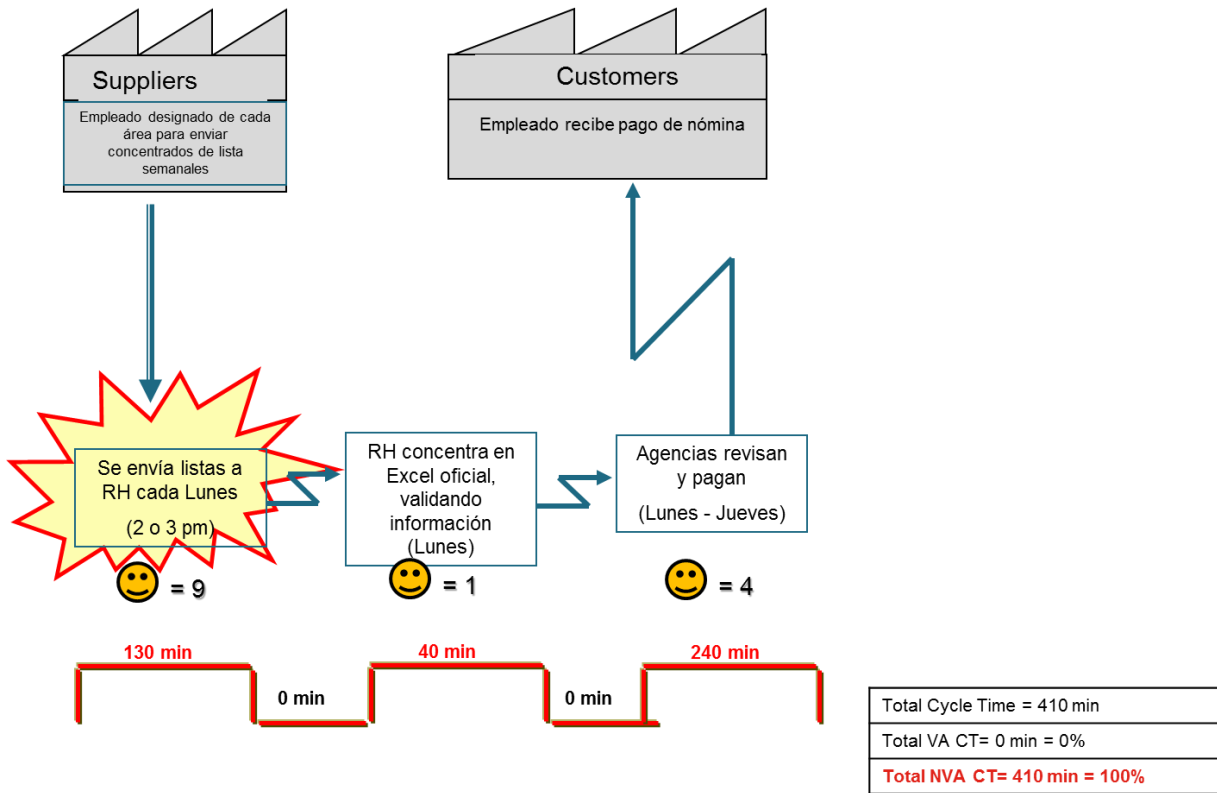 Suppliers
Empleado designado de cada
área para enviar
concentrados de lista
semanales
Customers
Empleado recibe pago de nómina
Se envía listas a
RH cada Lunes
(2 o 3 pm)
RH concentra en
Excel oficial,
validando
información
(Lunes)
Agencias revisan
y pagan
(Lunes - Jueves)
= 9
= 1
= 4
130 min
0 min
40 min
0 min
240 min
Total Cycle Time = 410 min
Total VA CT= 0 min = 0%
Total NVA CT= 410 min = 100%